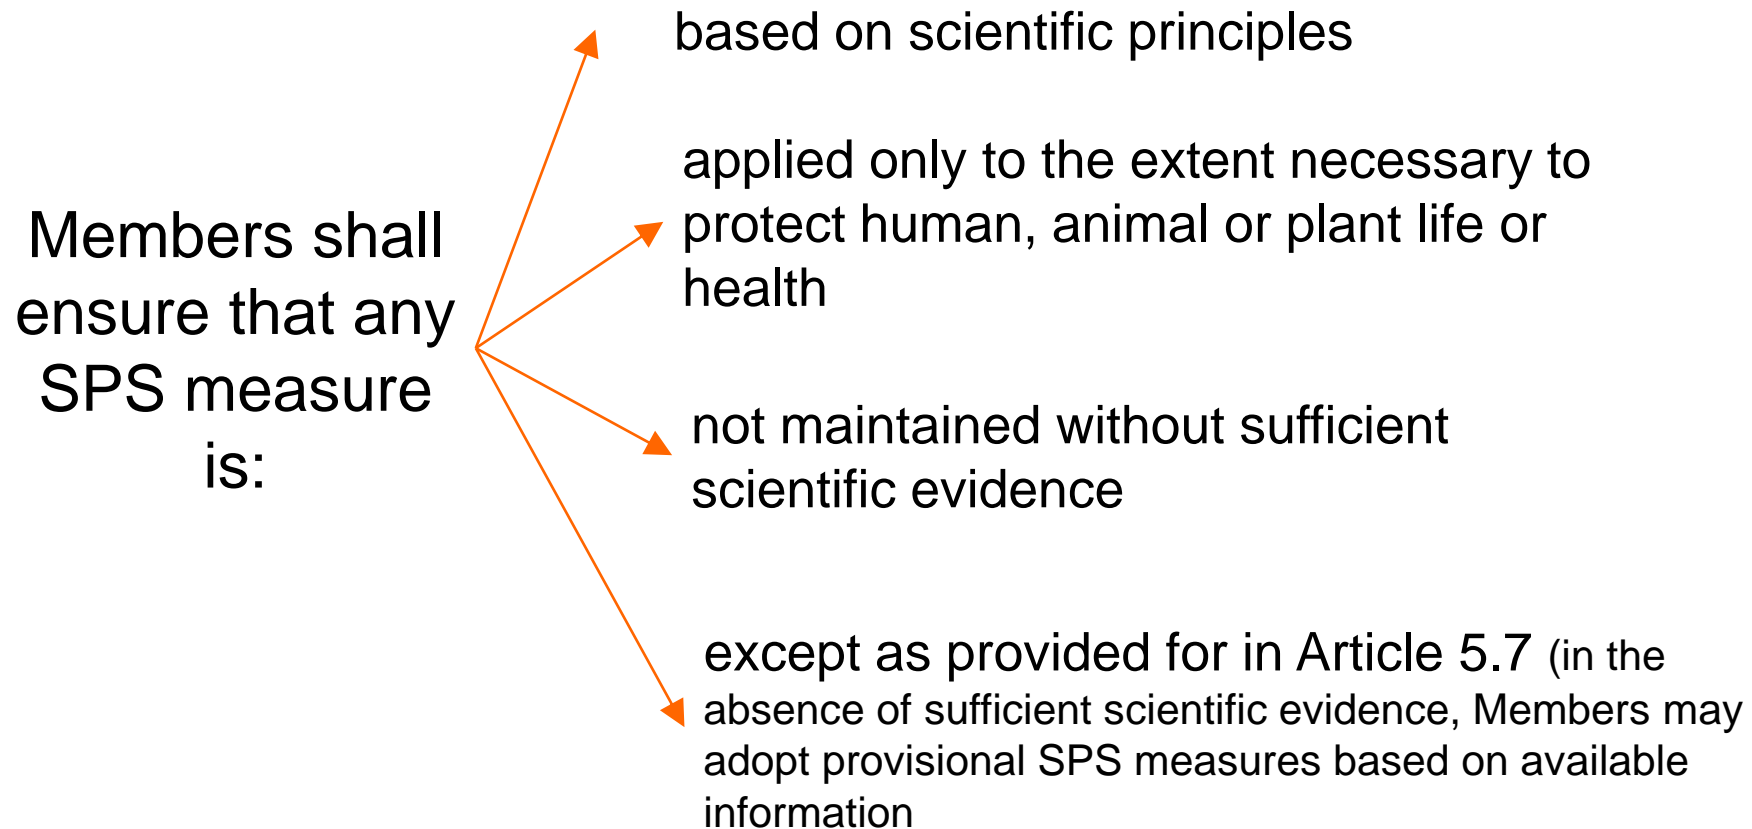 Members shall
ensure that any
SPS measure
is:
based on scientific principles
applied only to the extent necessary to
protect human, animal or plant life or
health
not maintained without sufficient
scientific evidence
except as provided for in Article 5.7 (in the
absence of sufficient scientific evidence, Members may
adopt provisional SPS measures based on available
information